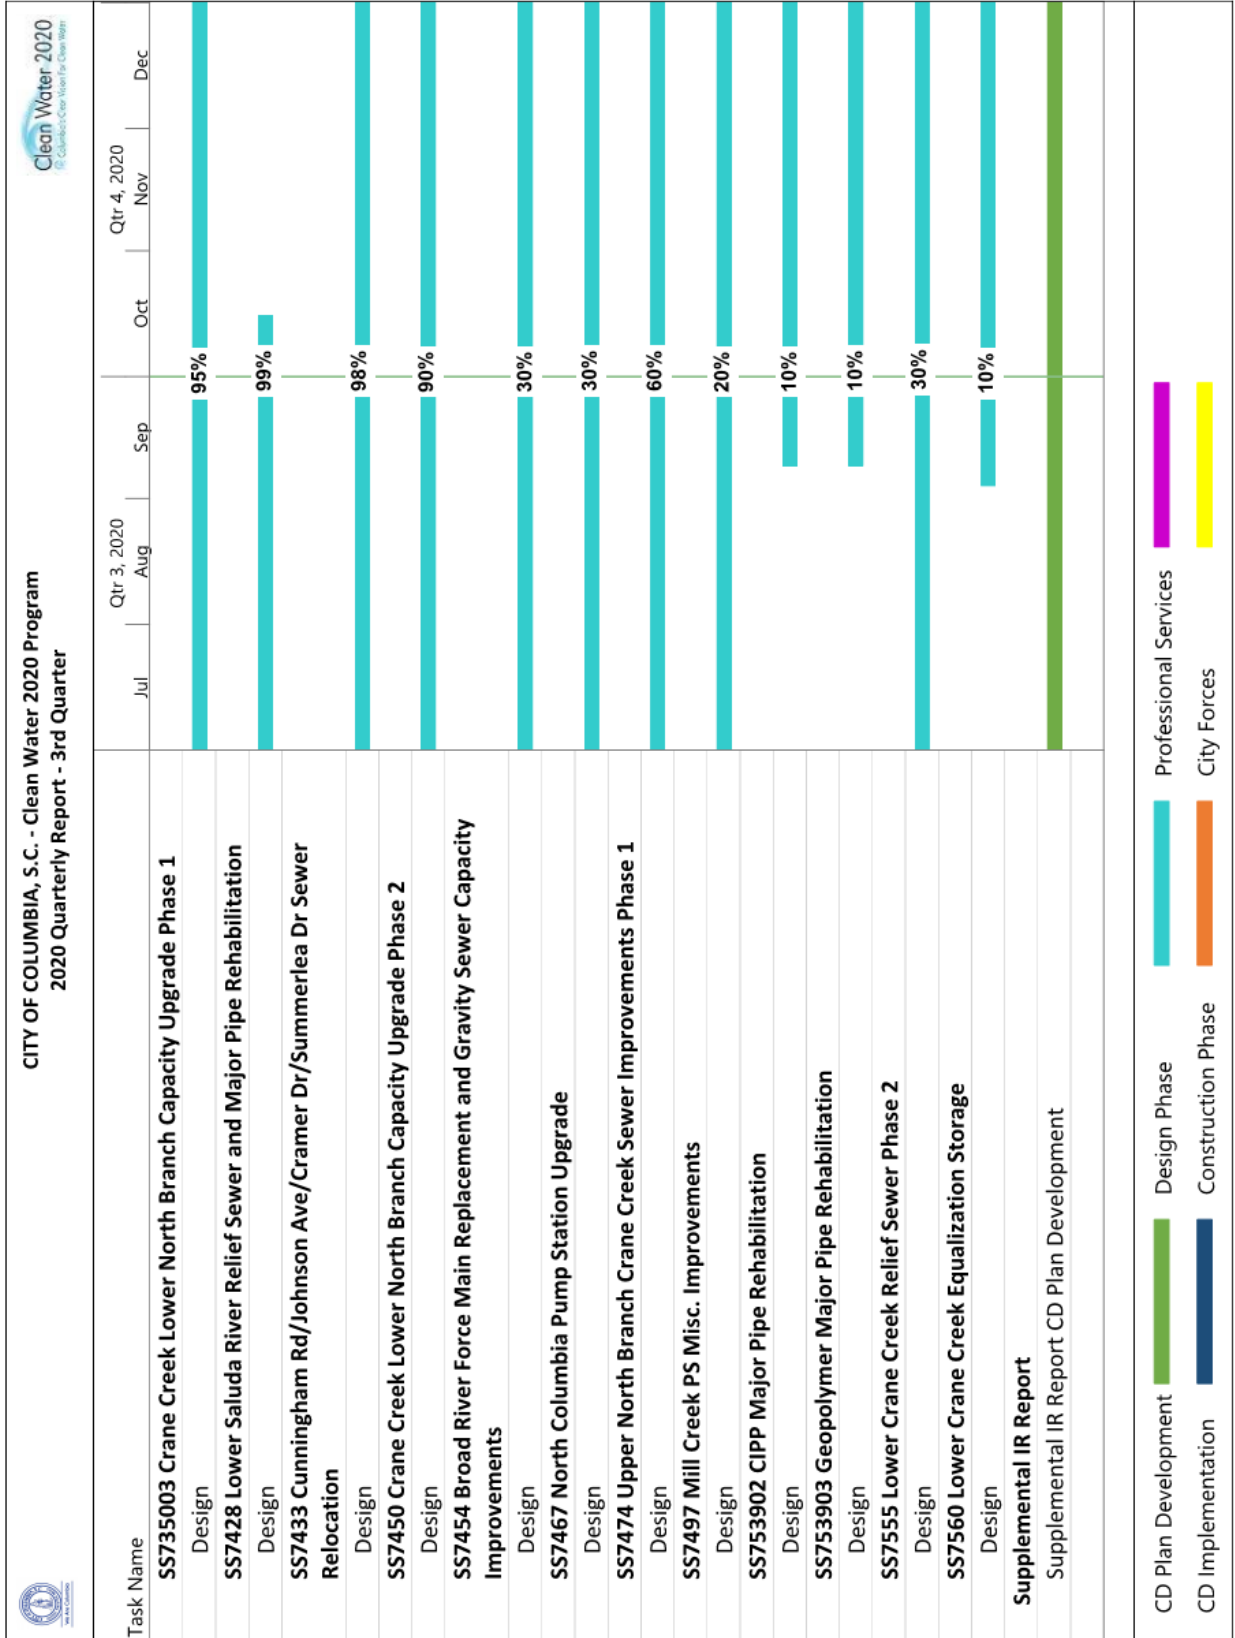 CITY OF COLUMBIA, S.C. - Clean Water 2020 Program
2020 Quarterly Report - 3rd Quarter
Clean Water 2020
Columbia's Clear Vision For Clean Water
We Are Columbia
Task Name
Qtr 3, 2020
Qtr 4, 2020
Jul
Aug
Sep
Oct
Nov
Dec
SS735003 Crane Creek Lower North Branch Capacity Upgrade Phase 1
Design
95%
SS7428 Lower Saluda River Relief Sewer and Major Pipe Rehabilitation
Design
99%
SS7433 Cunningham Rd/Johnson Ave/Cramer Dr/Summerlea Dr Sewer
Relocation
Design
98%
SS7450 Crane Creek Lower North Branch Capacity Upgrade Phase 2
Design
90%
SS7454 Broad River Force Main Replacement and Gravity Sewer Capacity
Improvements
Design
30%
SS7467 North Columbia Pump Station Upgrade
Design
30%
SS7474 Upper North Branch Crane Creek Sewer Improvements Phase 1
Design
60%
SS7497 Mill Creek PS Misc. Improvements
Design
20%
SS753902 CIPP Major Pipe Rehabilitation
Design
10%
SS753903 Geopolymer Major Pipe Rehabilitation
Design
10%
SS7555 Lower Crane Creek Relief Sewer Phase 2
Design
30%
SS7560 Lower Crane Creek Equalization Storage
Design
10%
Supplemental IR Report
Supplemental IR Report CD Plan Development
CD Plan Development
Design Phase
Professional Services
CD Implementation
Construction Phase
City Forces